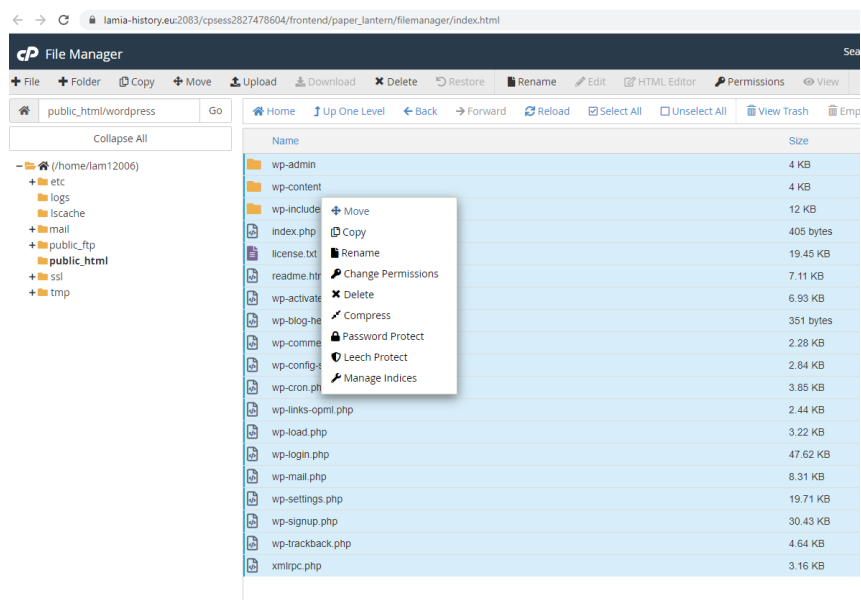 lamia-history.eu:2083/cpsess2827478604/frontend/paper_lantern/filemanager/index.html
cP File Manager Sea
File Folder Copy Move Upload Download Delete Restore Rename Edit HTML Editor Permissions View
public_html/wordpress Go Home Up One Level Back Forward Reload Select All Unselect All View Trash Emp
Collapse All
Name Size
(/home/lam12006)
etc
logs
lscache
mail
public_ftp
public_html
ssl
tmp
wp-admin 4 KB
wp-content 4 KB
wp-include 12 KB
index.php 405 bytes
license.txt 19.45 KB
readme.htm 7.11 KB
wp-activate 6.93 KB
wp-blog-he 351 bytes
wp-comme 2.28 KB
wp-config-s 2.84 KB
wp-cron.ph 3.85 KB
wp-links-opml.php 2.44 KB
wp-load.php 3.22 KB
wp-login.php 47.62 KB
wp-mail.php 8.31 KB
wp-settings.php 19.71 KB
wp-signup.php 30.43 KB
wp-trackback.php 4.64 KB
xmlrpc.php 3.16 KB
Move
Copy
Rename
Change Permissions
Delete
Compress
Password Protect
Leech Protect
Manage Indices